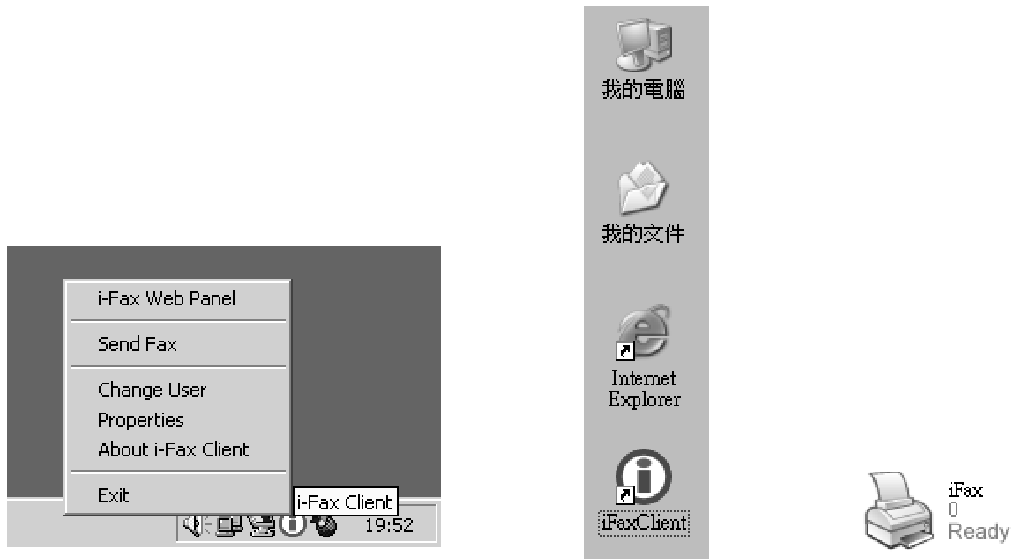 i-Fax Web Panel
Send Fax
Change User
Properties
About i-Fax Client
Exit
i-Fax Client
19:52
我的電腦
我的文件
Internet
Explorer
iFaxClient
iFax
0
Ready